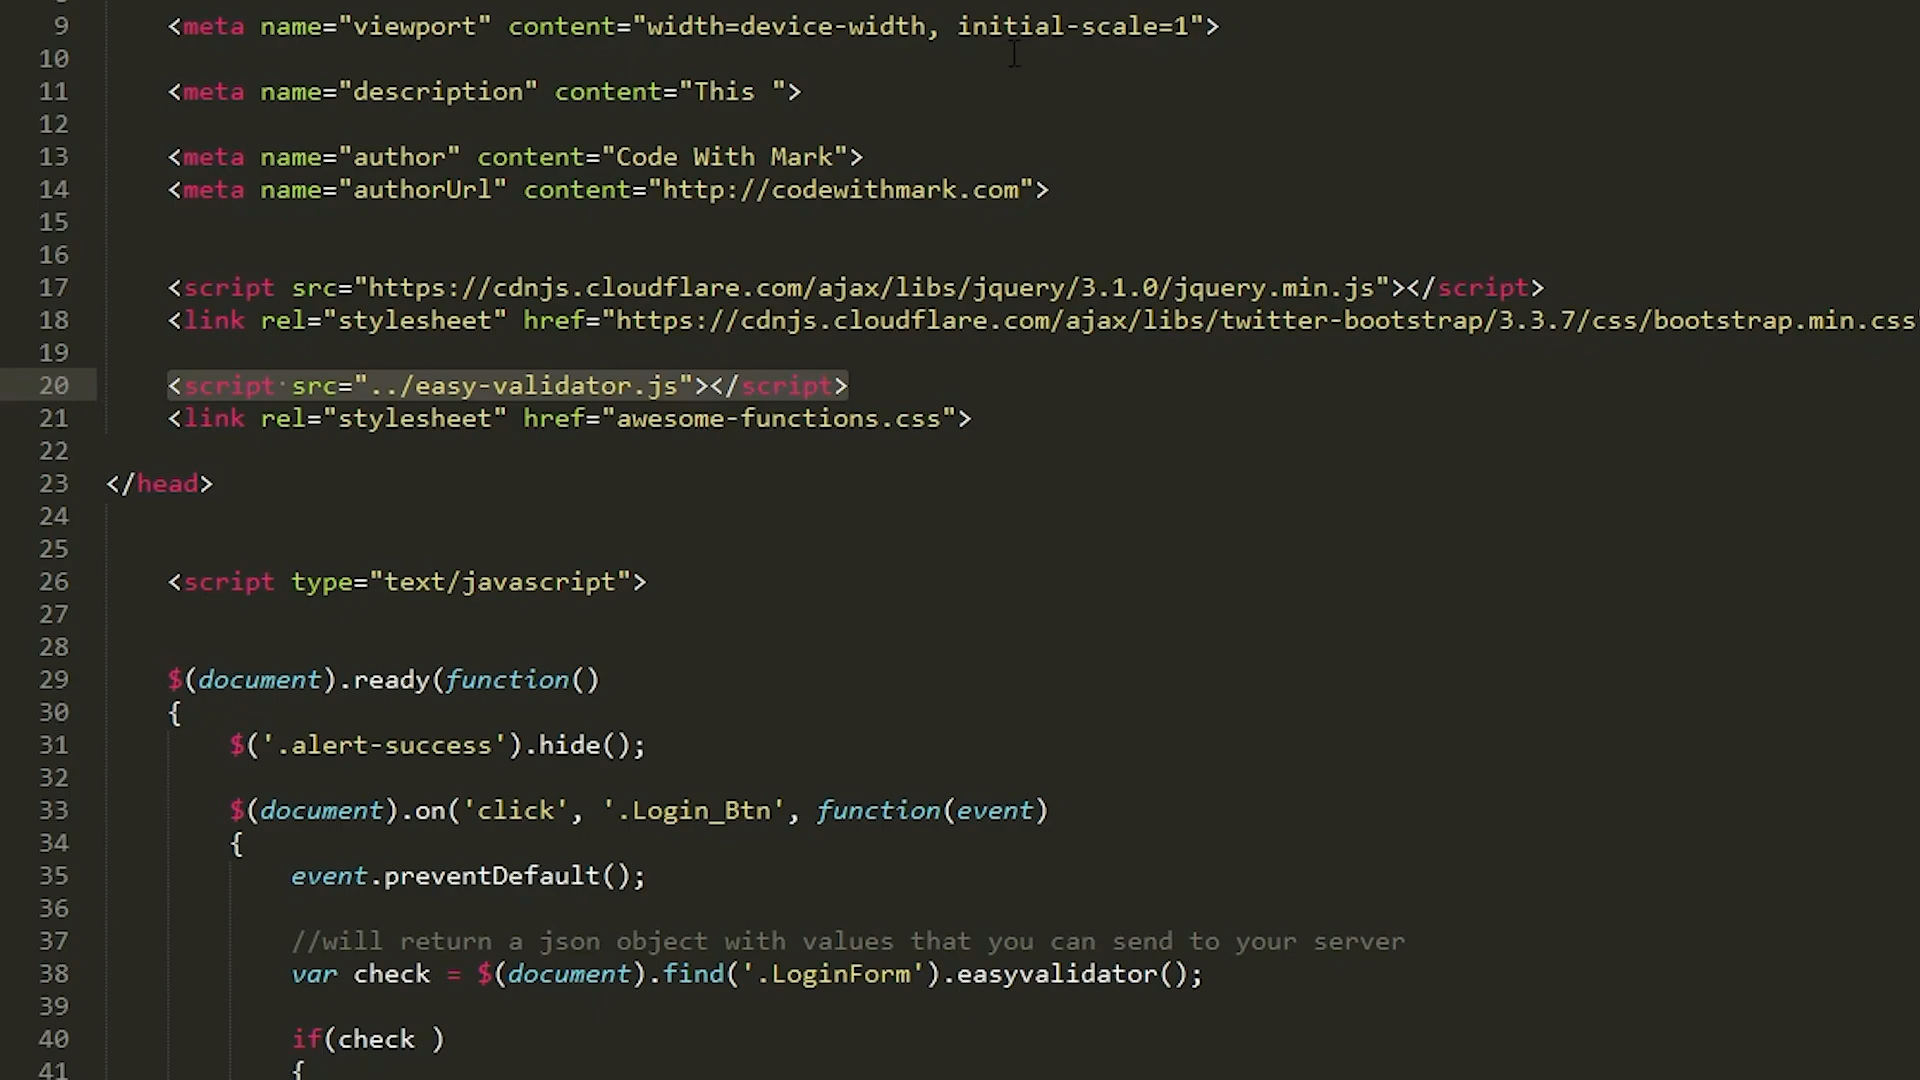 9 <meta name="viewport" content="width=device-width, initial-scale=1">
10
11 <meta name="description" content="This ">
12
13 <meta name="author" content="Code With Mark">
14 <meta name="authorUrl" content="http://codewithmark.com">
15
16
17 <script src="https://cdnjs.cloudflare.com/ajax/libs/jquery/3.1.0/jquery.min.js"></script>
18 <link rel="stylesheet" href="https://cdnjs.cloudflare.com/ajax/libs/twitter-bootstrap/3.3.7/css/bootstrap.min.css
19
20 <script src="../easy-validator.js"></script>
21 <link rel="stylesheet" href="awesome-functions.css">
22
23 </head>
24
25
26 <script type="text/javascript">
27
28
29 $(document).ready(function()
30 {
31 $('.alert-success').hide();
32
33 $(document).on('click', '.Login_Btn', function(event)
34 {
35 event.preventDefault();
36
37 //will return a json object with values that you can send to your server
38 var check = $(document).find('.LoginForm').easyvalidator();
39
40 if(check )
41 {